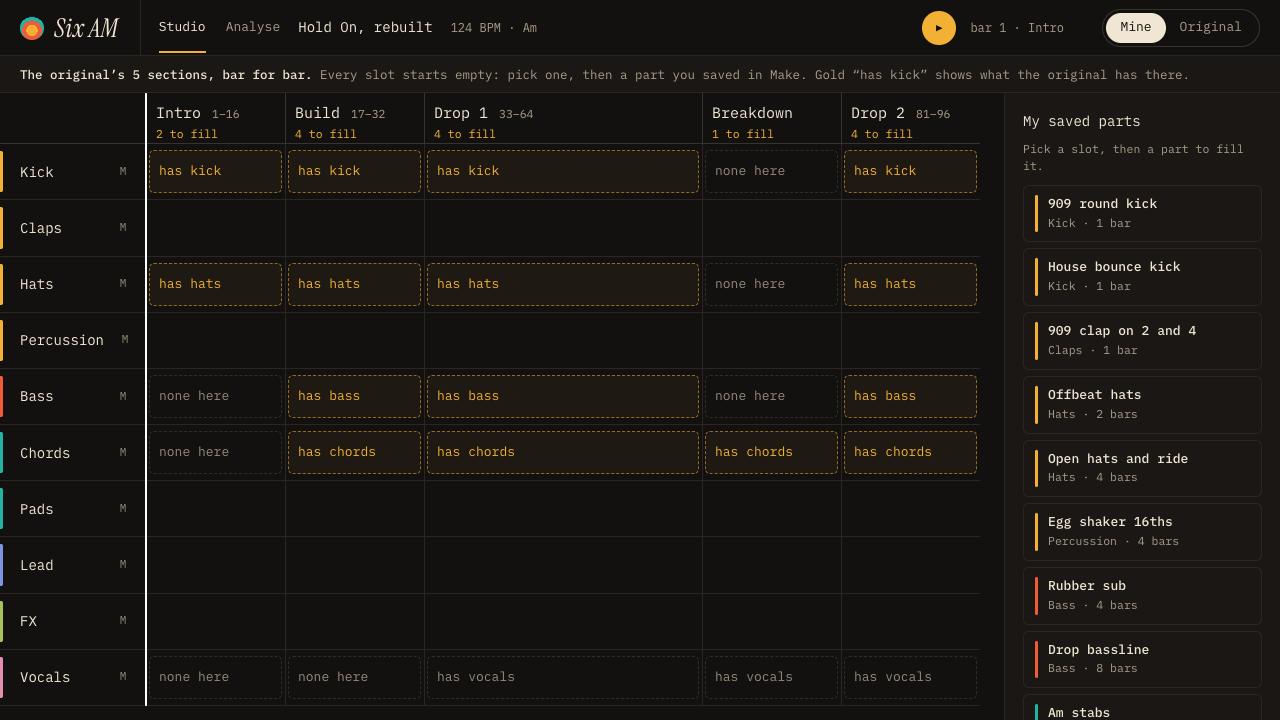 Six AM
Studio Analyse Hold On, rebuilt 124 BPM · Am
bar 1 · Intro Mine Original
The original’s 5 sections, bar for bar. Every slot starts empty: pick one, then a part you saved in Make. Gold “has kick” shows what the original has there.
Intro 1–16 Build 17–32 Drop 1 33–64 Breakdown Drop 2 81–96
2 to fill 4 to fill 4 to fill 1 to fill 4 to fill
Kick M has kick has kick has kick none here has kick
Claps M
Hats M has hats has hats has hats none here has hats
Percussion M
Bass M none here has bass has bass none here has bass
Chords M none here has chords has chords has chords has chords
Pads M
Lead M
FX M
Vocals M none here none here has vocals has vocals has vocals
My saved parts
Pick a slot, then a part to fill
it.
909 round kick
Kick · 1 bar
House bounce kick
Kick · 1 bar
909 clap on 2 and 4
Claps · 1 bar
Offbeat hats
Hats · 2 bars
Open hats and ride
Hats · 4 bars
Egg shaker 16ths
Percussion · 4 bars
Rubber sub
Bass · 4 bars
Drop bassline
Bass · 8 bars
Am stabs